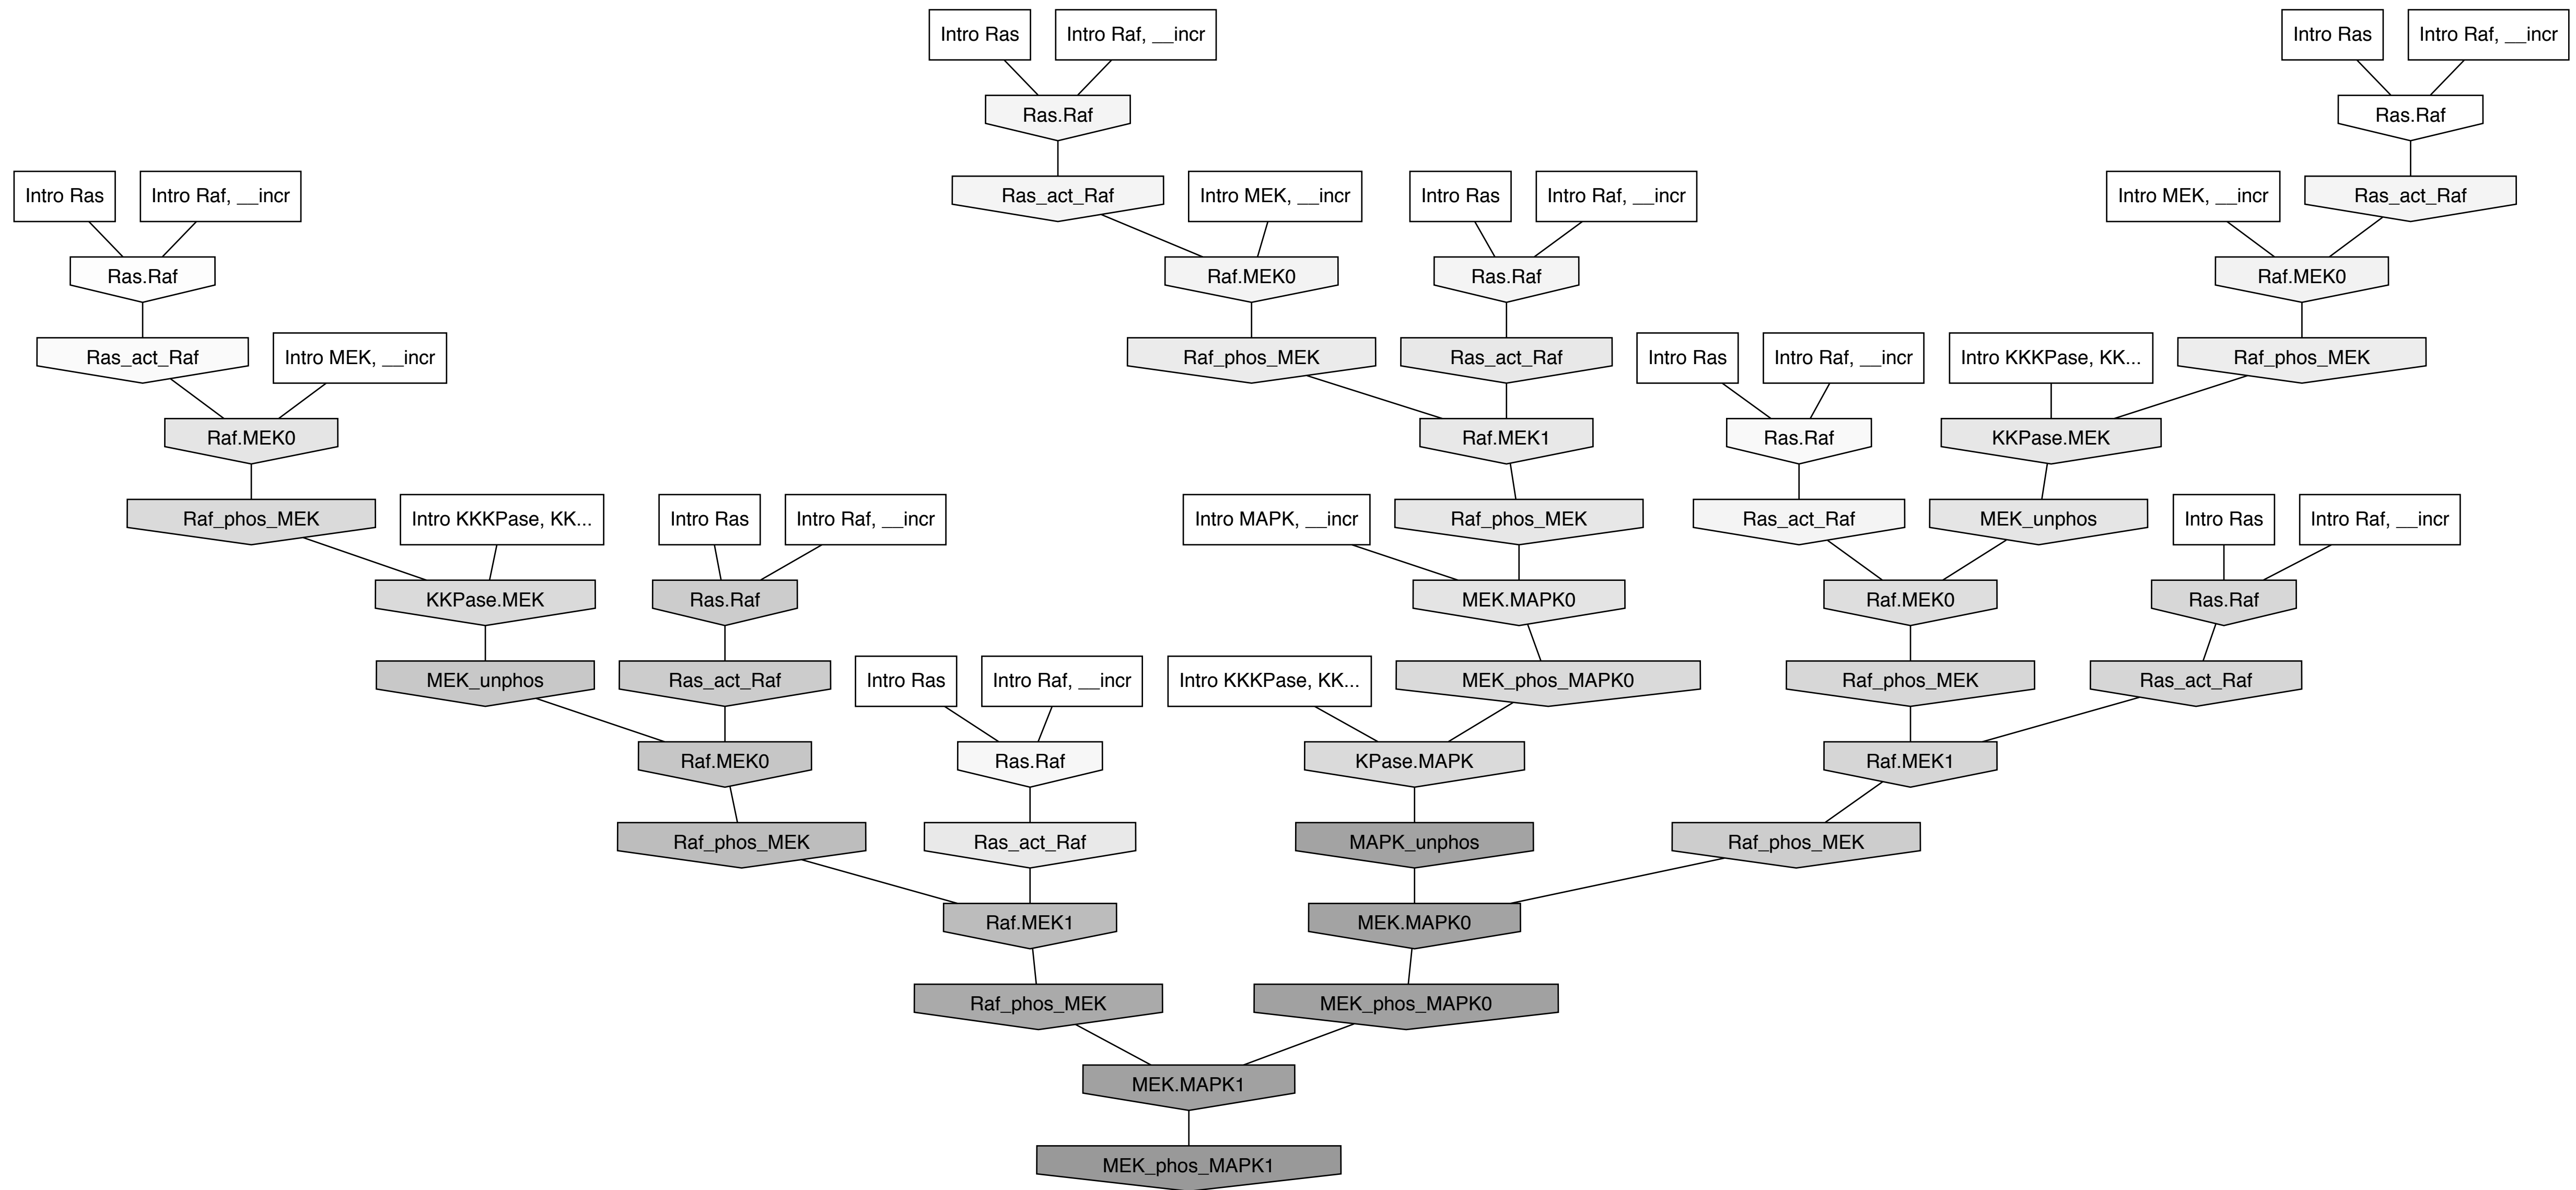 Intro Ras
Intro Raf, __incr
Intro Ras
Intro Raf, __incr
Ras.Raf
Ras.Raf
Intro Ras
Intro Raf, __incr
Ras_act_Raf
Intro MEK, __incr
Intro Ras
Intro Raf, __incr
Intro MEK, __incr
Ras_act_Raf
Ras.Raf
Raf.MEK0
Ras.Raf
Raf.MEK0
Ras_act_Raf
Intro MEK, __incr
Raf_phos_MEK
Ras_act_Raf
Intro Ras
Intro Raf, __incr
Intro KKKPase, KK...
Raf_phos_MEK
Raf.MEK0
Raf.MEK1
Ras.Raf
KKPase.MEK
Raf_phos_MEK
Intro KKKPase, KK...
Intro Ras
Intro Raf, __incr
Intro MAPK, __incr
Raf_phos_MEK
Ras_act_Raf
MEK_unphos
Intro Ras
Intro Raf, __incr
KKPase.MEK
Ras.Raf
MEK.MAPK0
Raf.MEK0
Ras.Raf
MEK_unphos
Ras_act_Raf
Intro Ras
Intro Raf, __incr
Intro KKKPase, KK...
MEK_phos_MAPK0
Raf_phos_MEK
Ras_act_Raf
Raf.MEK0
Ras.Raf
KPase.MAPK
Raf.MEK1
Raf_phos_MEK
Ras_act_Raf
MAPK_unphos
Raf_phos_MEK
Raf.MEK1
MEK.MAPK0
Raf_phos_MEK
MEK_phos_MAPK0
MEK.MAPK1
MEK_phos_MAPK1